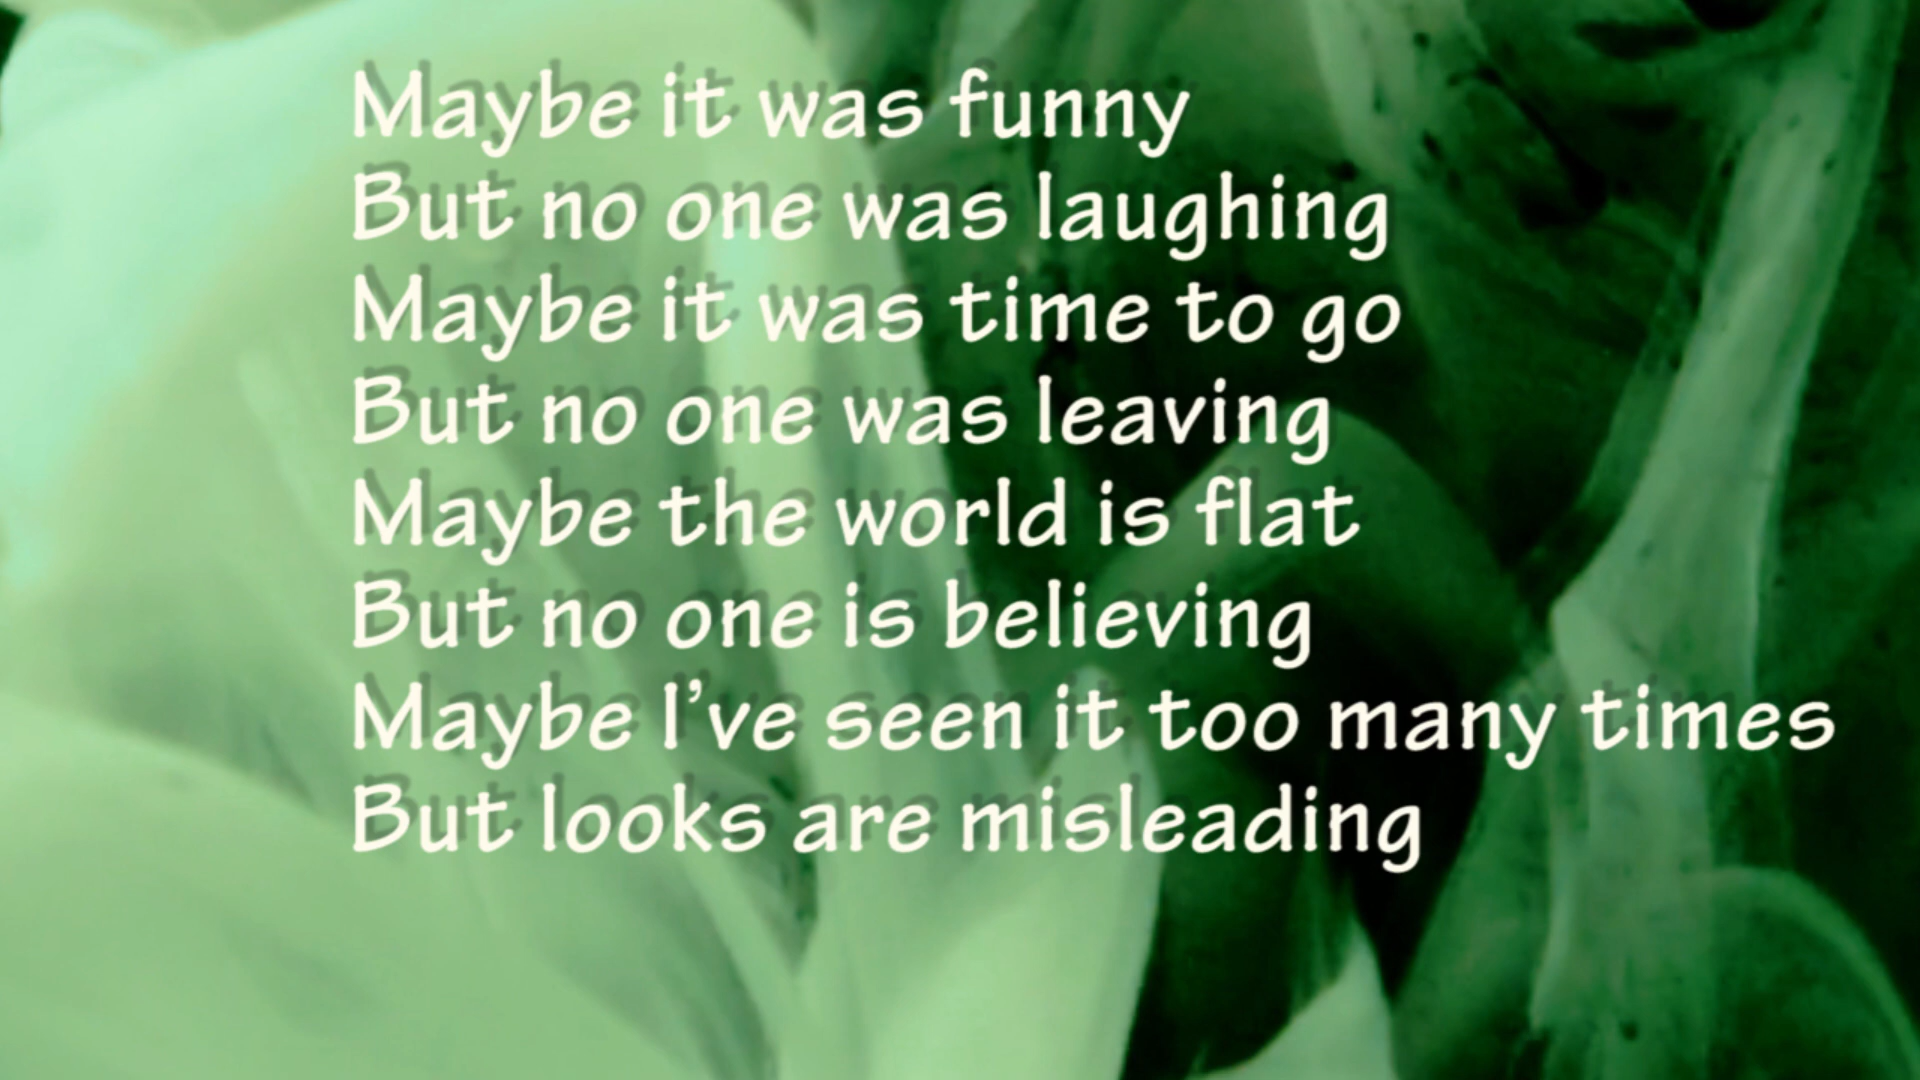 Maybe it was funny
But no one was laughing
Maybe it was time to go
But no one was leaving
Maybe the world is flat
But no one is believing
Maybe I’ve seen it too many times
But looks are misleading